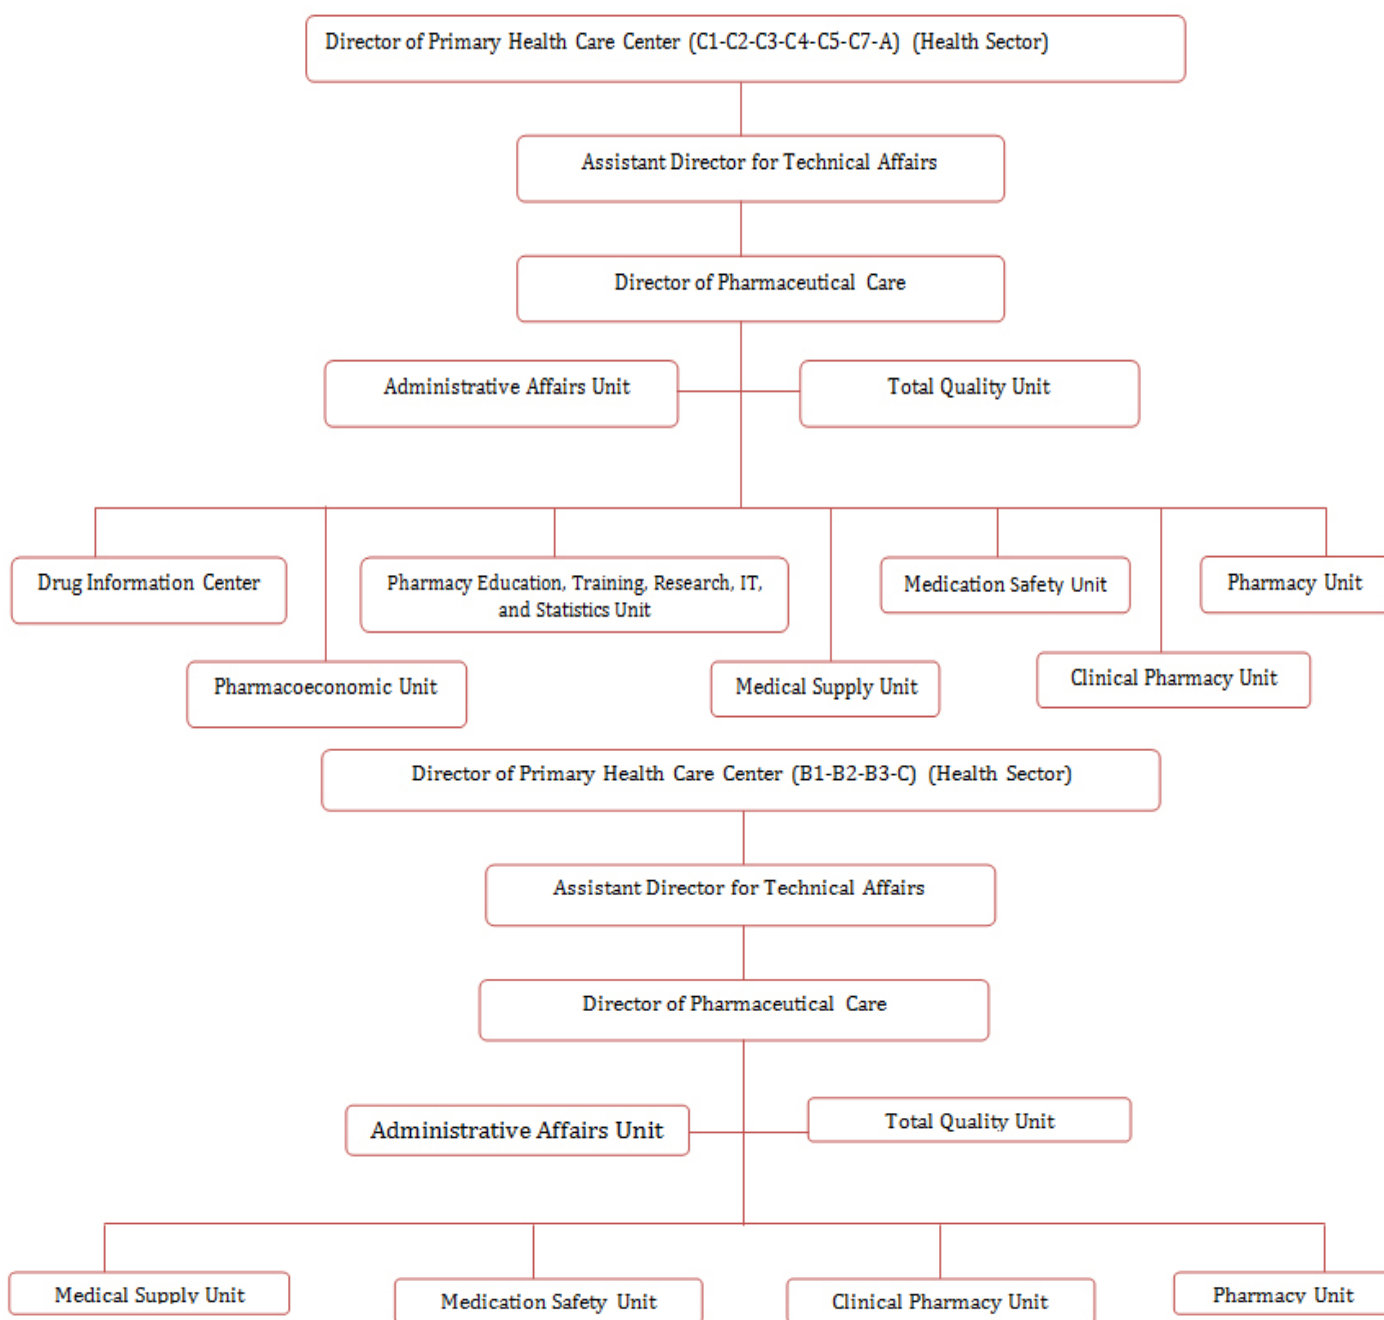 Director of Primary Health Care Center (C1-C2-C3-C4-C5-C7-A) (Health Sector)
Assistant Director for Technical Affairs
Director of Pharmaceutical Care
Administrative Affairs Unit
Total Quality Unit
Drug Information Center
Pharmacy Education, Training, Research, IT,
and Statistics Unit
Medication Safety Unit
Pharmacy Unit
Pharmacoeconomic Unit
Medical Supply Unit
Clinical Pharmacy Unit
Director of Primary Health Care Center (B1-B2-B3-C) (Health Sector)
Assistant Director for Technical Affairs
Director of Pharmaceutical Care
Administrative Affairs Unit
Total Quality Unit
Medical Supply Unit
Medication Safety Unit
Clinical Pharmacy Unit
Pharmacy Unit